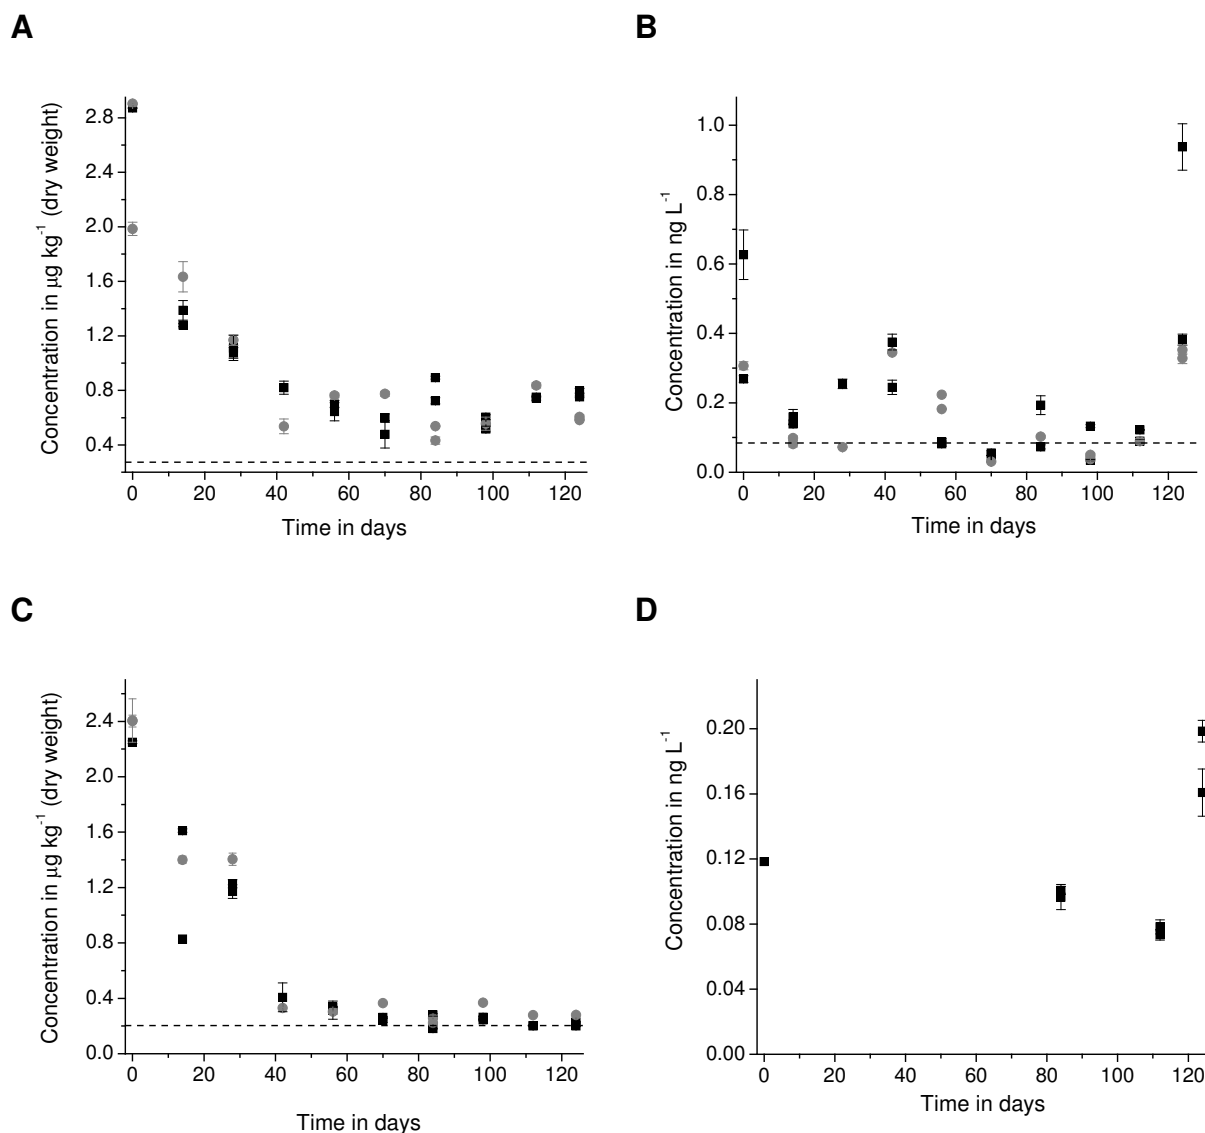 A
Concentration in μg kg⁻¹ (dry weight)
2.8
2.4
2.0
1.6
1.2
0.8
0.4
0 20 40 60 80 100 120
Time in days
B
Concentration in ng L⁻¹
1.0
0.8
0.6
0.4
0.2
0.0
0 20 40 60 80 100 120
Time in days
C
Concentration in μg kg⁻¹ (dry weight)
2.4
2.0
1.6
1.2
0.8
0.4
0.0
0 20 40 60 80 100 120
Time in days
D
Concentration in ng L⁻¹
0.20
0.16
0.12
0.08
0.04
0.00
0 20 40 60 80 100 120
Time in days